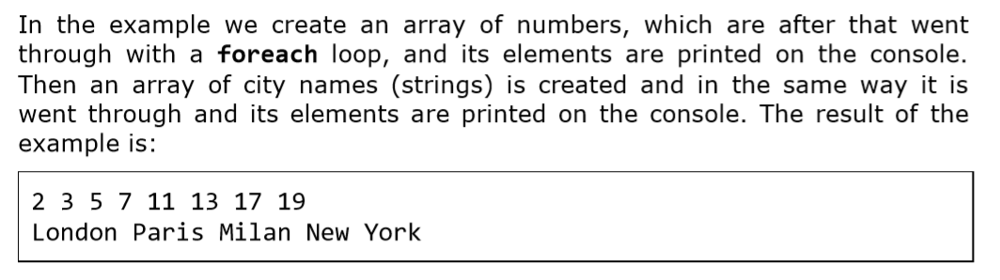 In the example we create an array of numbers, which are after that went
through with a foreach loop, and its elements are printed on the console.
Then an array of city names (strings) is created and in the same way it is
went through and its elements are printed on the console. The result of the
example is:
2 3 5 7 11 13 17 19
London Paris Milan New York